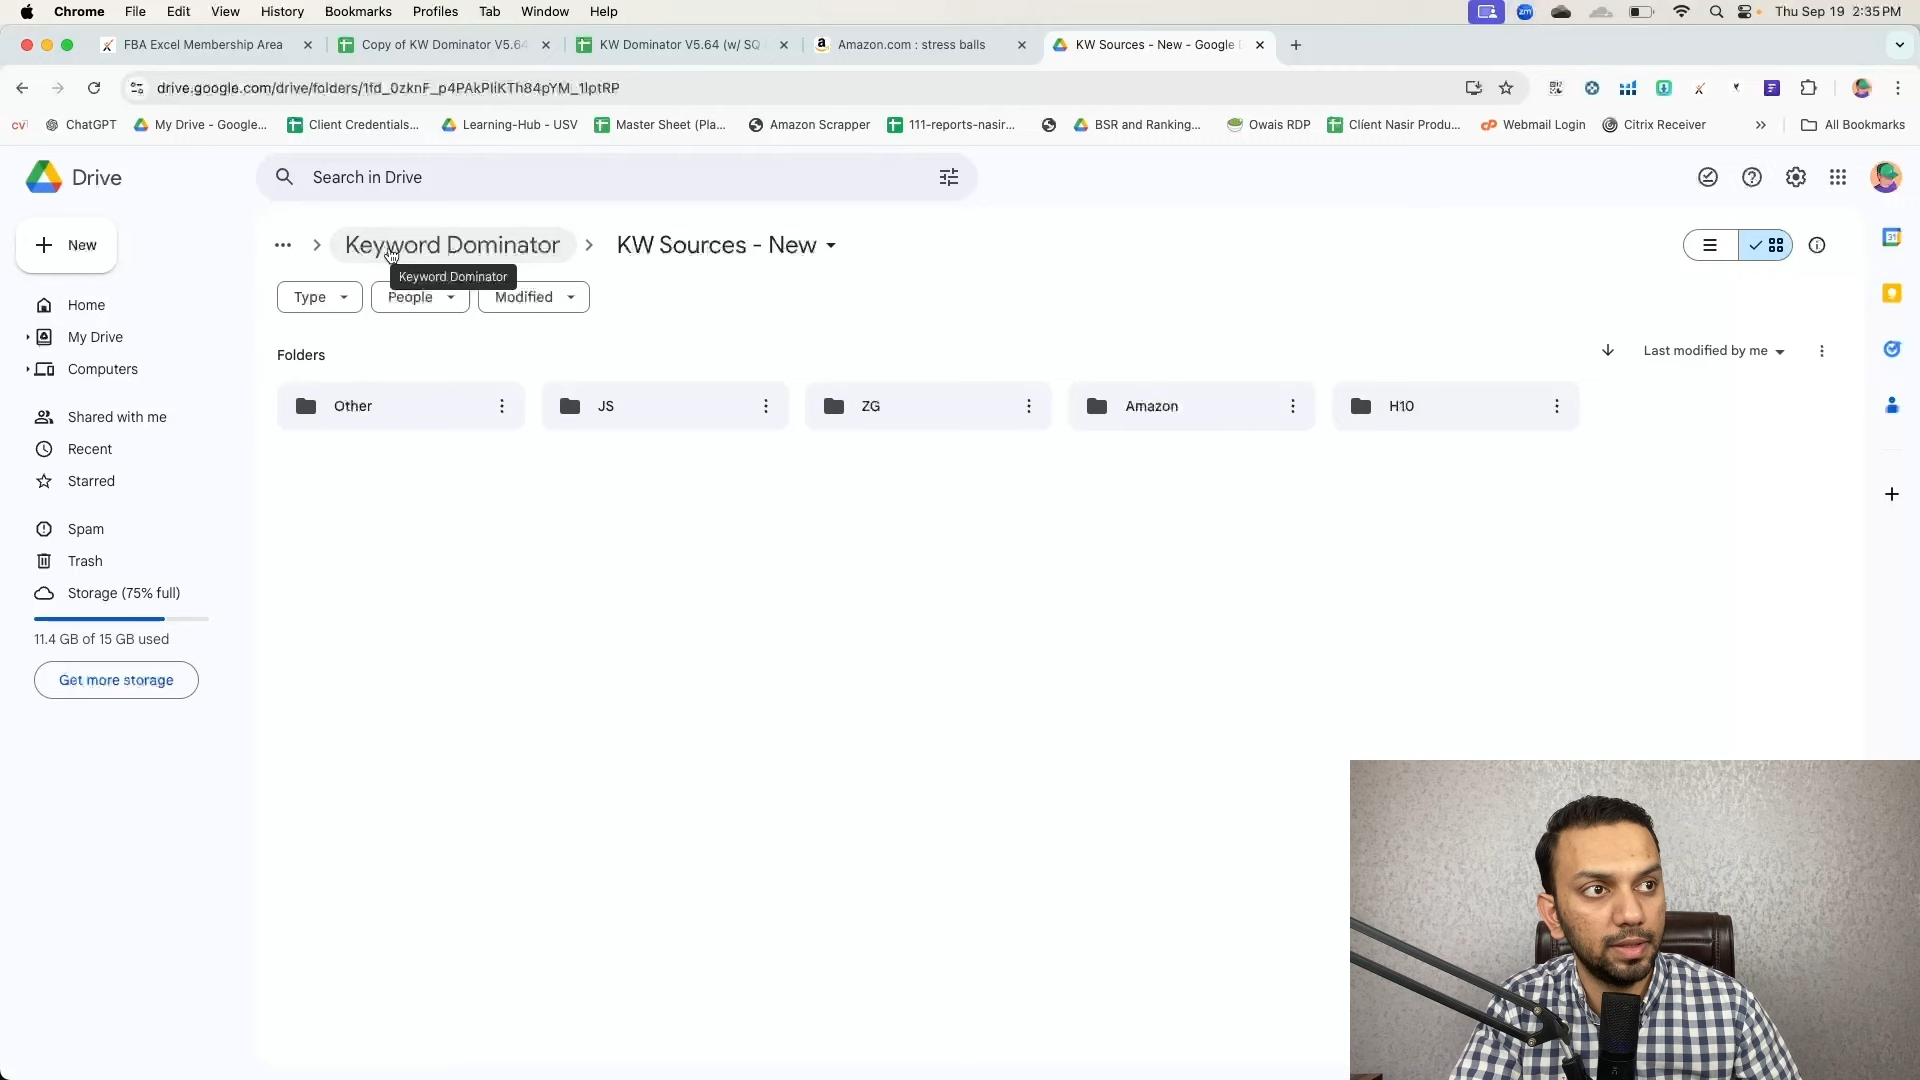 Chrome File Edit View History Bookmarks Profiles Tab Window Help zm Thu Sep 19 2:35 PM
FBA Excel Membership Area Copy of KW Dominator V5.64 KW Dominator V5.64 (w/ SQ Amazon.com : stress balls KW Sources - New - Google
drive.google.com/drive/folders/1fd_0zknF_p4PAkPliKTh84pYM_1lptRP
cv ChatGPT My Drive - Google... Client Credentials... Learning-Hub - USV Master Sheet (Pla... Amazon Scrapper 111-reports-nasir... BSR and Ranking... Owais RDP Client Nasir Produ... Webmail Login Citrix Receiver All Bookmarks
Drive
Search in Drive
New
Keyword Dominator > KW Sources - New
Keyword Dominator
Type People Modified
Home
My Drive
Computers
Shared with me
Recent
Starred
Spam
Trash
Storage (75% full)
11.4 GB of 15 GB used
Get more storage
Folders
Last modified by me
Other JS ZG Amazon H10
31